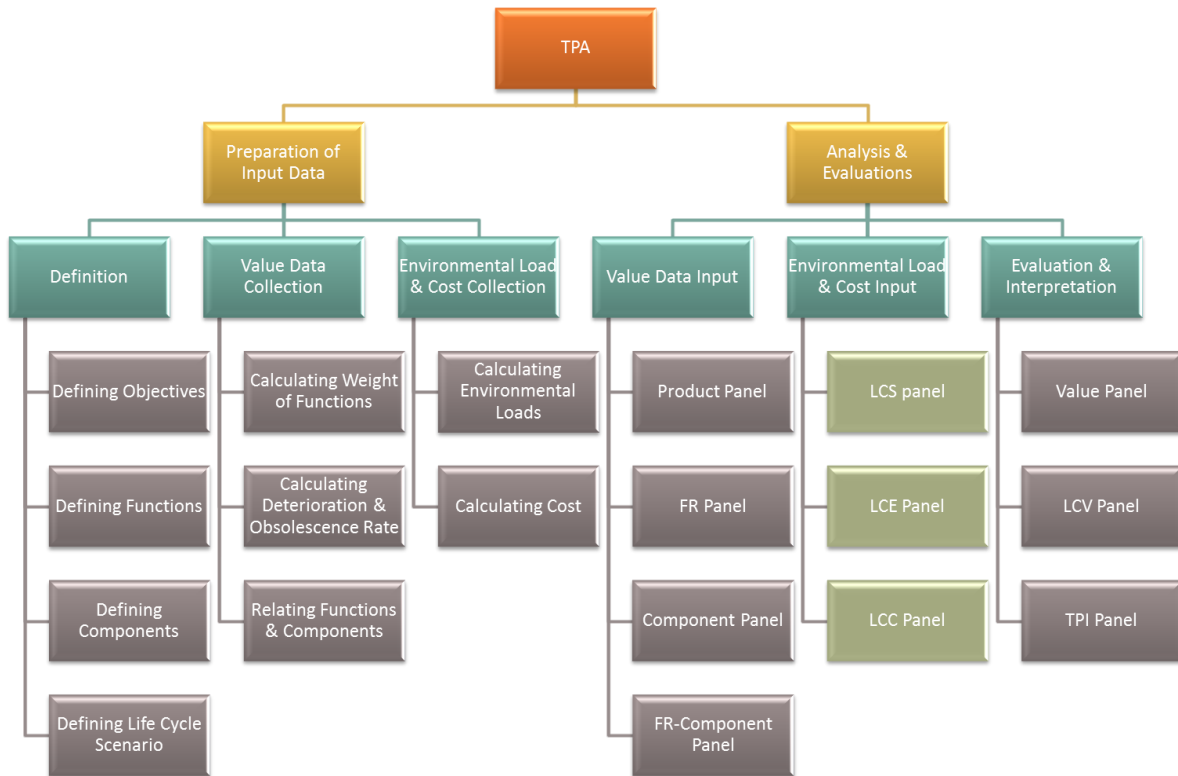 TPA
Preparation of
Input Data
Analysis &
Evaluations
Definition
Value Data
Collection
Environmental Load
& Cost Collection
Value Data Input
Environmental Load
& Cost Input
Evaluation &
Interpretation
Defining Objectives
Calculating Weight
of Functions
Calculating
Environmental
Loads
Product Panel
LCS panel
Value Panel
Defining Functions
Calculating
Deterioration &
Obsolescence Rate
Calculating Cost
FR Panel
LCE Panel
LCV Panel
Defining
Components
Relating Functions
& Components
Component Panel
LCC Panel
TPI Panel
Defining Life Cycle
Scenario
FR-Component
Panel